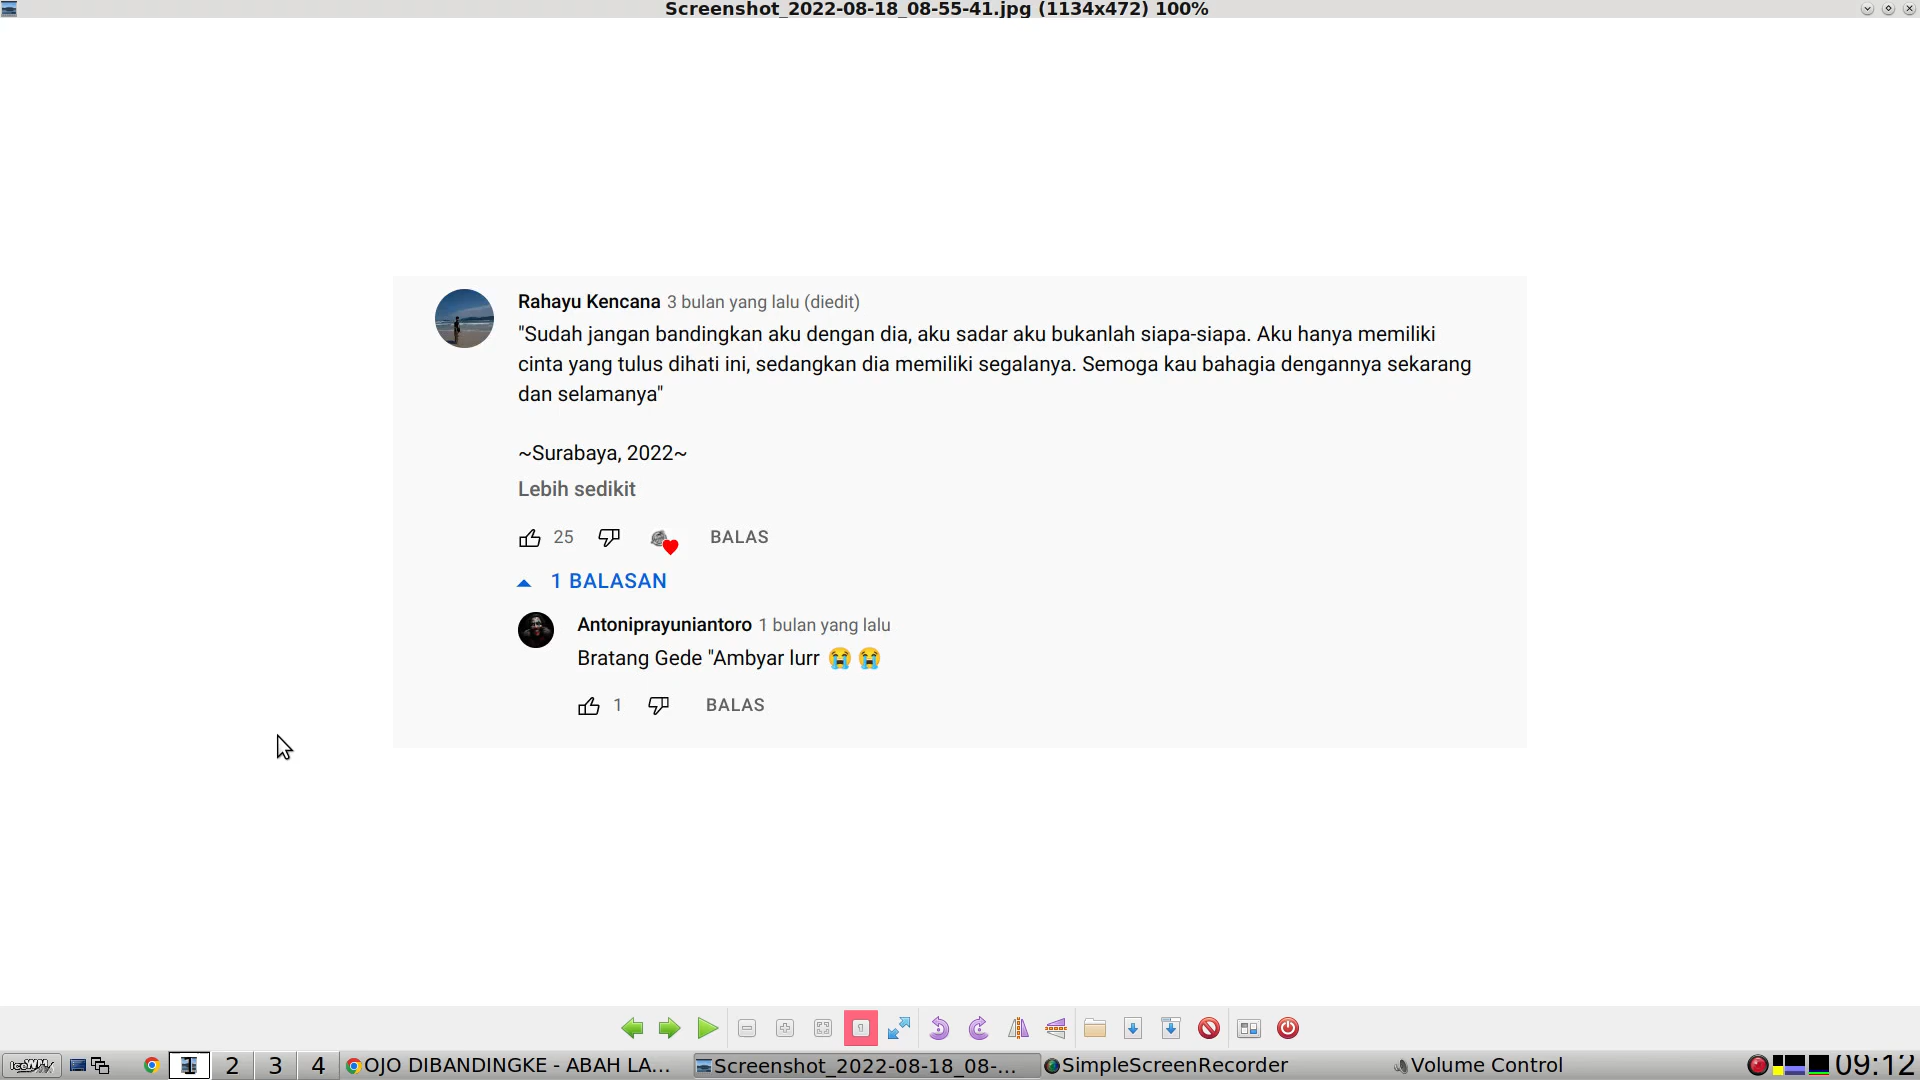 Screenshot_2022-08-18_08-55-41.jpg (1134x472) 100%
Rahayu Kencana 3 bulan yang lalu (diedit)
"Sudah jangan bandingkan aku dengan dia, aku sadar aku bukanlah siapa-siapa. Aku hanya memiliki
cinta yang tulus dihati ini, sedangkan dia memiliki segalanya. Semoga kau bahagia dengannya sekarang
dan selamanya"
~Surabaya, 2022~
Lebih sedikit
25 BALAS
1 BALASAN
Antoniprayuniantoro 1 bulan yang lalu
Bratang Gede "Ambyar lurr 😭 😭
1 BALAS
IceWM 1 2 3 4 OJO DIBANDINGKE - ABAH LA... Screenshot_2022-08-18_08-... SimpleScreenRecorder Volume Control 09:12